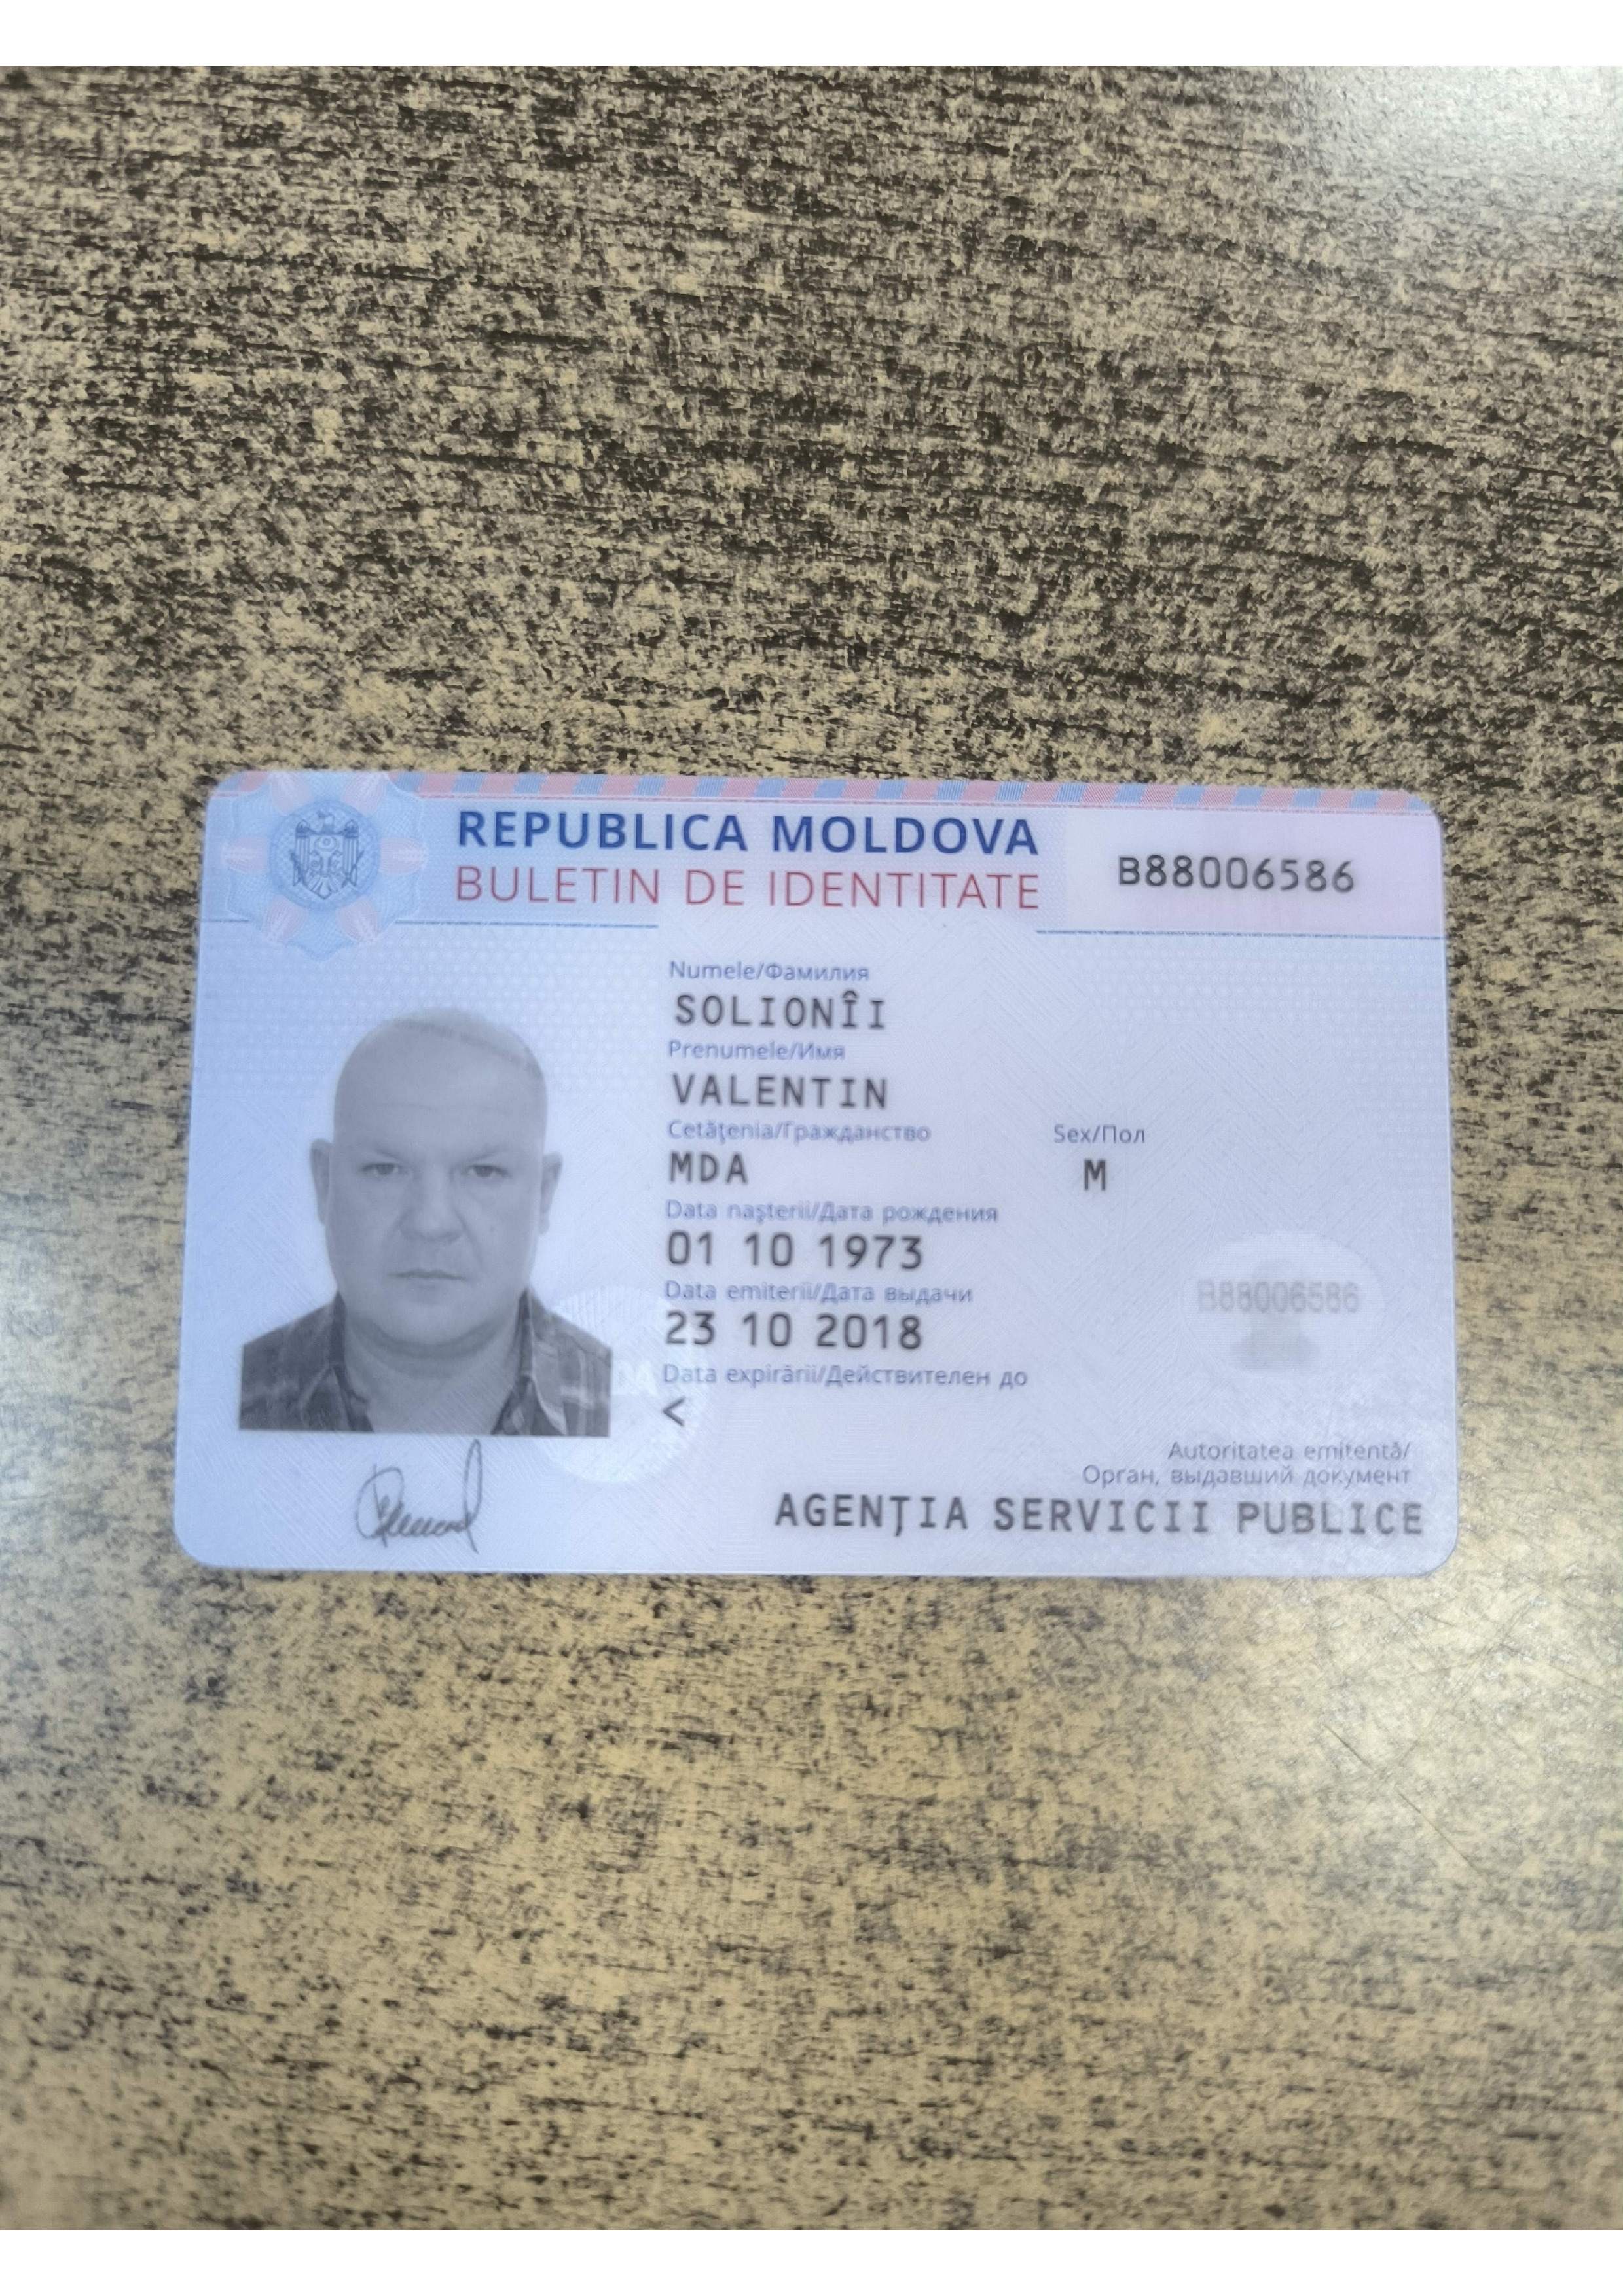 REPUBLICA MOLDOVA
BULETIN DE IDENTITATE
B88006586
Numele/Фамилия
SOLIONÎI
Prenumele/Имя
VALENTIN
Cetăţenia/Гражданство
MDA
Sex/Пол
M
Data naşterii/Дата рождения
01 10 1973
Data emiterii/Дата выдачи
23 10 2018
B88006586
Data expirării/Действителен до
<
Autoritatea emitentă/
Орган, выдавший документ
AGENŢIA SERVICII PUBLICE